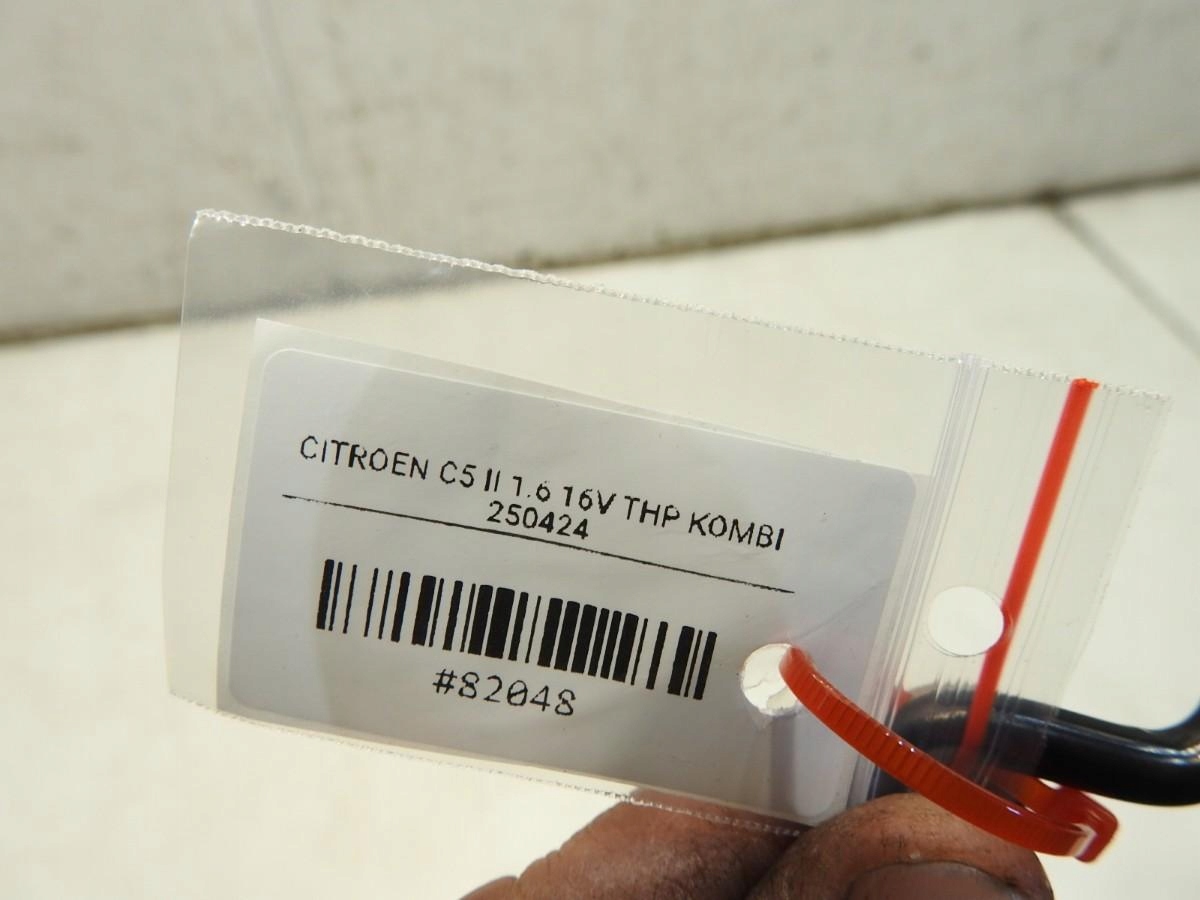 CITROEN C5 II 1.6 16V THP KOMBI
250424
#82048